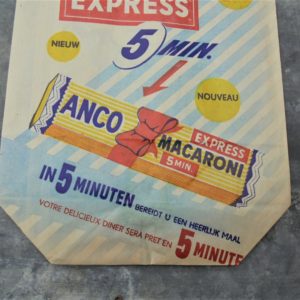 EXPRESS
NIEUW
5 MIN.
NOUVEAU
ANCO
EXPRESS
MACARONI
5 MIN.
IN 5 MINUTEN BEREIDT U EEN HEERLIJK MAAL
VOTRE DELICIEUX DINER SERA PRET EN 5 MINUTE